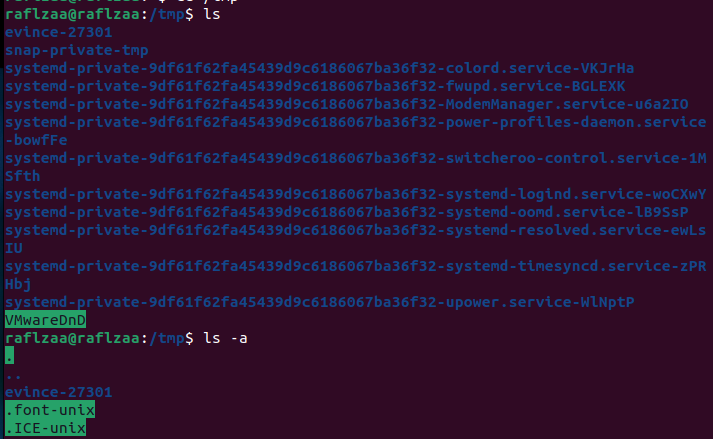 raflzaa@raflzaa:/tmp$ ls
evince-27301
snap-private-tmp
systemd-private-9df61f62fa45439d9c6186067ba36f32-colord.service-VKJrHa
systemd-private-9df61f62fa45439d9c6186067ba36f32-fwupd.service-BGLEXK
systemd-private-9df61f62fa45439d9c6186067ba36f32-ModemManager.service-u6a2IO
systemd-private-9df61f62fa45439d9c6186067ba36f32-power-profiles-daemon.service
-bowfFe
systemd-private-9df61f62fa45439d9c6186067ba36f32-switcheroo-control.service-1M
Sfth
systemd-private-9df61f62fa45439d9c6186067ba36f32-systemd-logind.service-woCXwY
systemd-private-9df61f62fa45439d9c6186067ba36f32-systemd-oomd.service-lB9SsP
systemd-private-9df61f62fa45439d9c6186067ba36f32-systemd-resolved.service-ewLs
IU
systemd-private-9df61f62fa45439d9c6186067ba36f32-systemd-timesyncd.service-zPR
Hbj
systemd-private-9df61f62fa45439d9c6186067ba36f32-upower.service-WlNptP
VMwareDnD
raflzaa@raflzaa:/tmp$ ls -a
.
..
evince-27301
.font-unix
.ICE-unix